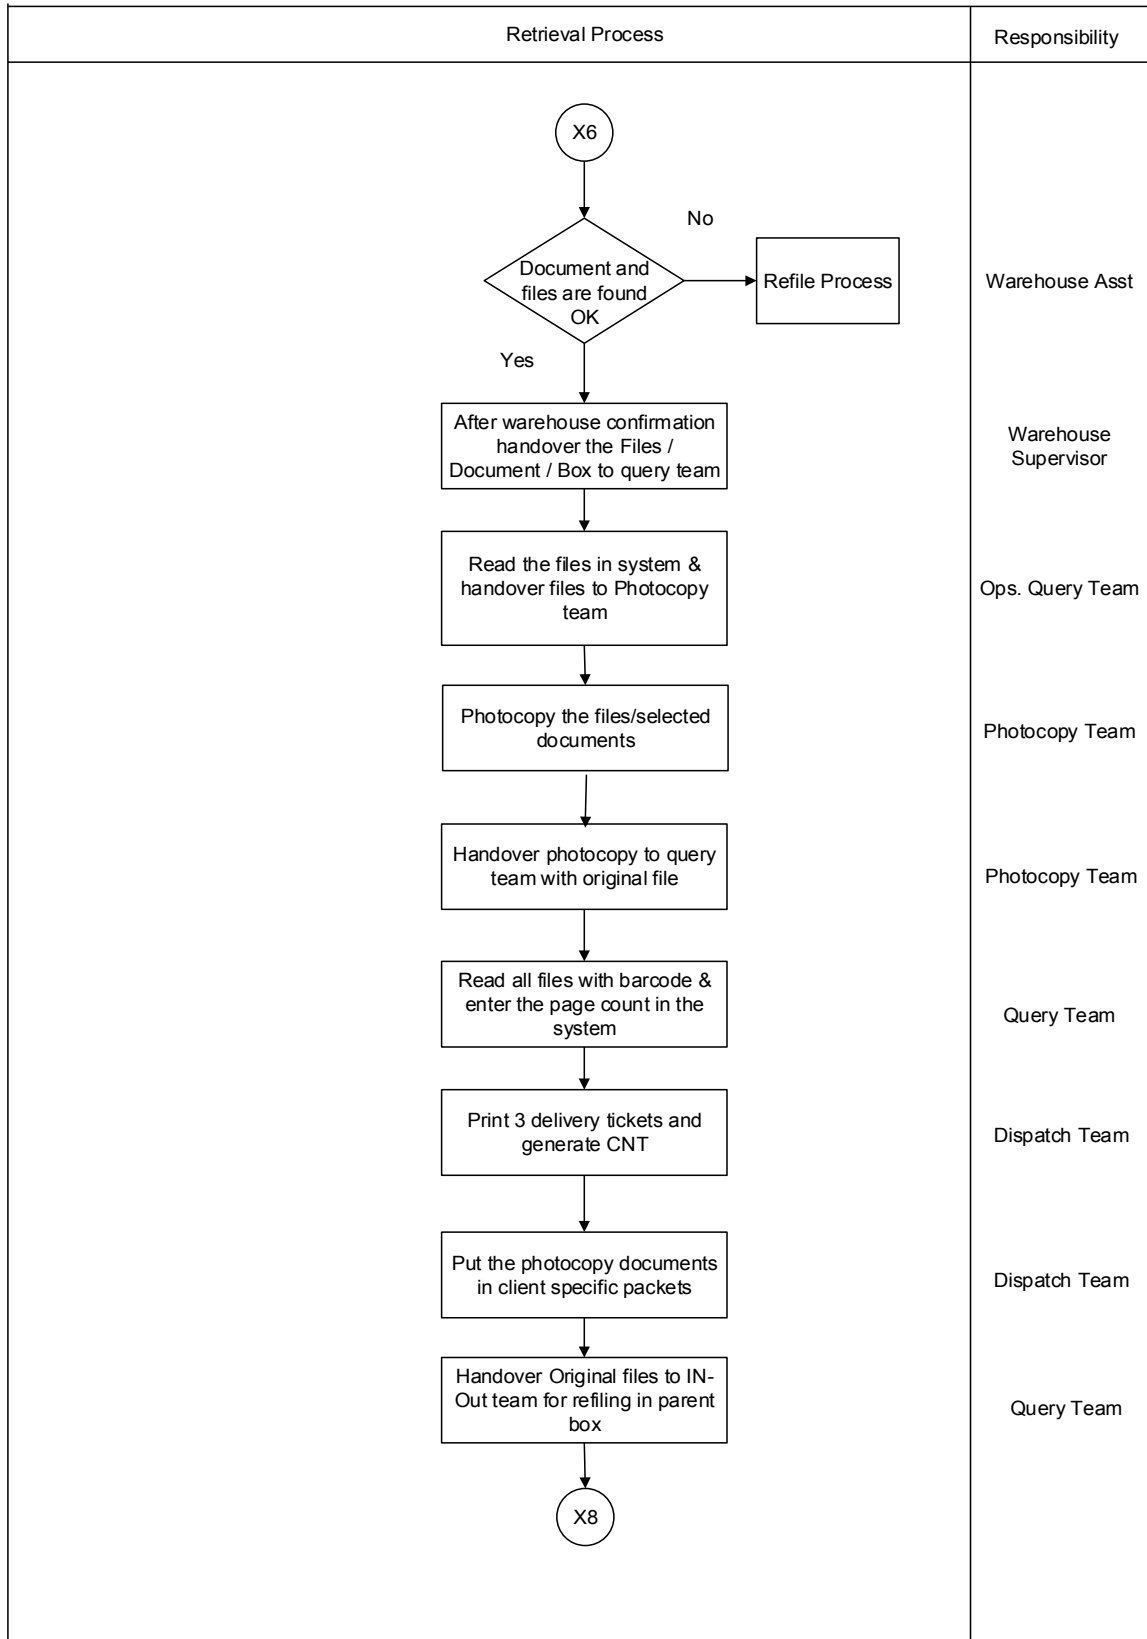 Retrieval Process
Responsibility
X6
No
Document and
files are found
OK
Refile Process
Warehouse Asst
Yes
After warehouse confirmation
handover the Files /
Document / Box to query team
Warehouse
Supervisor
Read the files in system &
handover files to Photocopy
team
Ops. Query Team
Photocopy the files/selected
documents
Photocopy Team
Handover photocopy to query
team with original file
Photocopy Team
Read all files with barcode &
enter the page count in the
system
Query Team
Print 3 delivery tickets and
generate CNT
Dispatch Team
Put the photocopy documents
in client specific packets
Dispatch Team
Handover Original files to IN-
Out team for refiling in parent
box
Query Team
X8